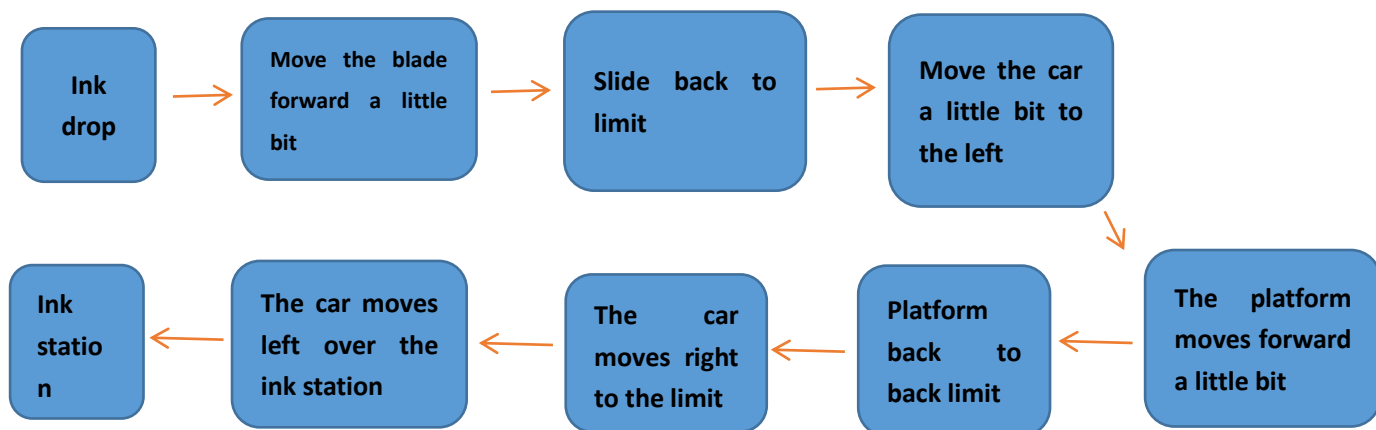 Ink
drop
Move the blade
forward a little
bit
Slide back to
limit
Move the car
a little bit to
the left
The platform
moves forward
a little bit
Platform
back to
back limit
The car
moves right
to the limit
The car moves
left over the
ink station
Ink
statio
n